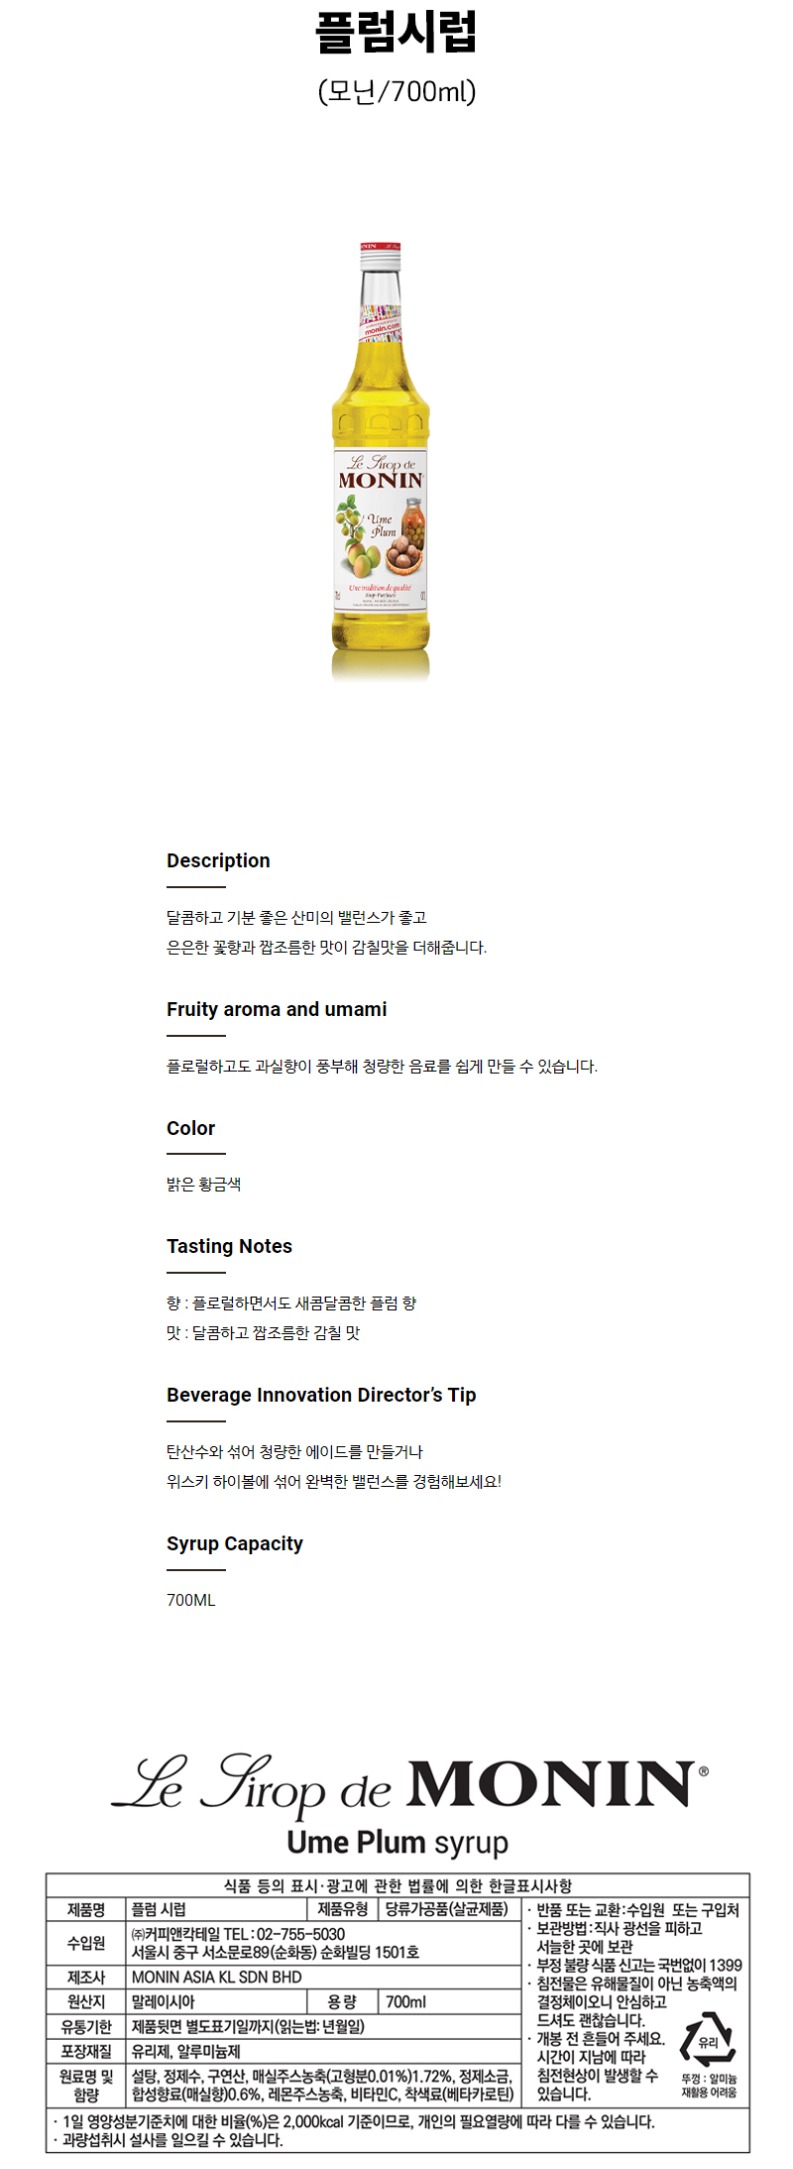 플럼시럽
(모닌/700ml)
MONIN
monin.com
Le Sirop de
MONIN
Ume
Plum
Une tradition de qualité
Description
달콤하고 기분 좋은 산미의 밸런스가 좋고
은은한 꽃향과 짭조름한 맛이 감칠맛을 더해줍니다.
Fruity aroma and umami
플로럴하고도 과실향이 풍부해 청량한 음료를 쉽게 만들 수 있습니다.
Color
밝은 황금색
Tasting Notes
향 : 플로럴하면서도 새콤달콤한 플럼 향
맛 : 달콤하고 짭조름한 감칠 맛
Beverage Innovation Director’s Tip
탄산수와 섞어 청량한 에이드를 만들거나
위스키 하이볼에 섞어 완벽한 밸런스를 경험해보세요!
Syrup Capacity
700ML
Le Sirop de MONIN®
Ume Plum syrup
식품 등의 표시·광고에 관한 법률에 의한 한글표시사항
제품명 플럼 시럽 제품유형 당류가공품(살균제품)
수입원 ㈜커피앤칵테일 TEL : 02-755-5030
서울시 중구 서소문로89(순화동) 순화빌딩 1501호
제조사 MONIN ASIA KL SDN BHD
원산지 말레이시아 용 량 700ml
유통기한 제품뒷면 별도표기일까지(읽는법: 년월일)
포장재질 유리제, 알루미늄제
원료명 및 함량 설탕, 정제수, 구연산, 매실주스농축(고형분0.01%)1.72%, 정제소금,
합성향료(매실향)0.6%, 레몬주스농축, 비타민C, 착색료(베타카로틴)
· 반품 또는 교환:수입원 또는 구입처
· 보관방법:직사 광선을 피하고
서늘한 곳에 보관
· 부정 불량 식품 신고는 국번없이 1399
· 침전물은 유해물질이 아닌 농축액의
결정체이오니 안심하고
드셔도 괜찮습니다.
· 개봉 전 흔들어 주세요.
시간이 지남에 따라
침전현상이 발생할 수
있습니다.
유리
뚜껑 : 알미늄
재활용 어려움
· 1일 영양성분기준치에 대한 비율(%)은 2,000kcal 기준이므로, 개인의 필요열량에 따라 다를 수 있습니다.
· 과량섭취시 설사를 일으킬 수 있습니다.